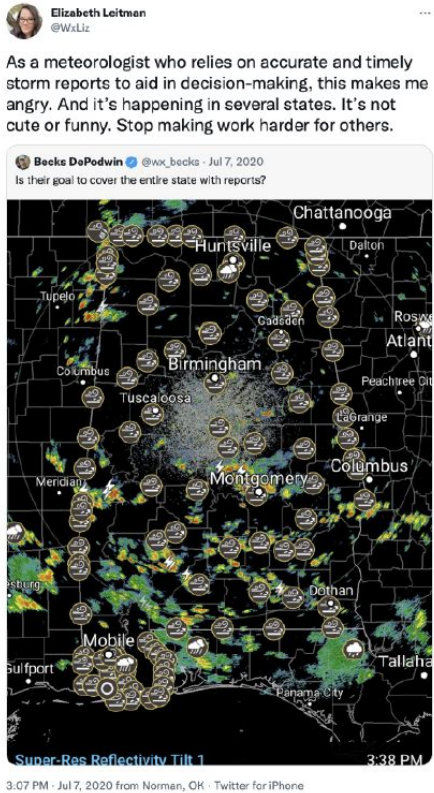 Elizabeth Leitman
@WxLiz
As a meteorologist who relies on accurate and timely
storm reports to aid in decision-making, this makes me
angry. And it's happening in several states. It's not
cute or funny. Stop making work harder for others.
Becks DePodwin @wx_becks · Jul 7, 2020
Is their goal to cover the entire state with reports?
Chattanooga
Huntsville
Dalton
Tupelo
Gadsden
Rosw
Atlant
Birmingham
Columbus
Peachtree Cit
Tuscaloosa
LaGrange
Columbus
Meridian
Montgomery
esburg
Dothan
Mobile
Gulfport
Tallaha
Panama City
Super-Res Reflectivity Tilt 1
3:38 PM
3:07 PM · Jul 7, 2020 from Norman, OK · Twitter for iPhone